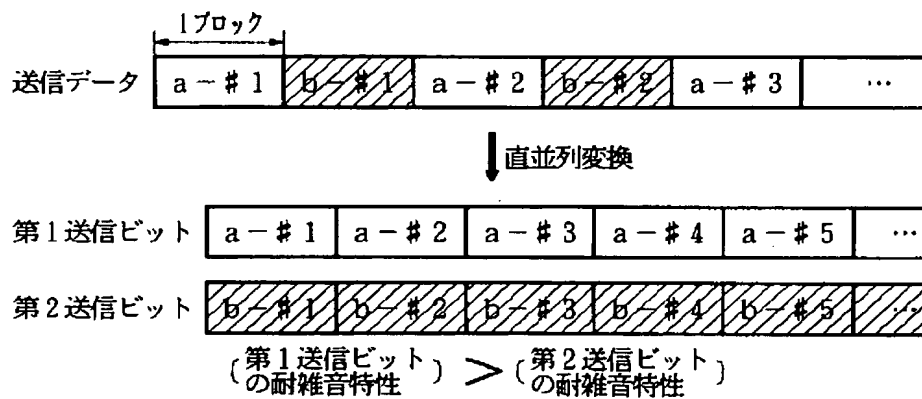 1ブロック
送信データ a-♯1 b-♯1 a-♯2 b-♯2 a-♯3 …
直並列変換
第1送信ビット a-♯1 a-♯2 a-♯3 a-♯4 a-♯5 …
第2送信ビット b-♯1 b-♯2 b-♯3 b-♯4 b-♯5 …
(第1送信ビット の耐雑音特性) > (第2送信ビット の耐雑音特性)